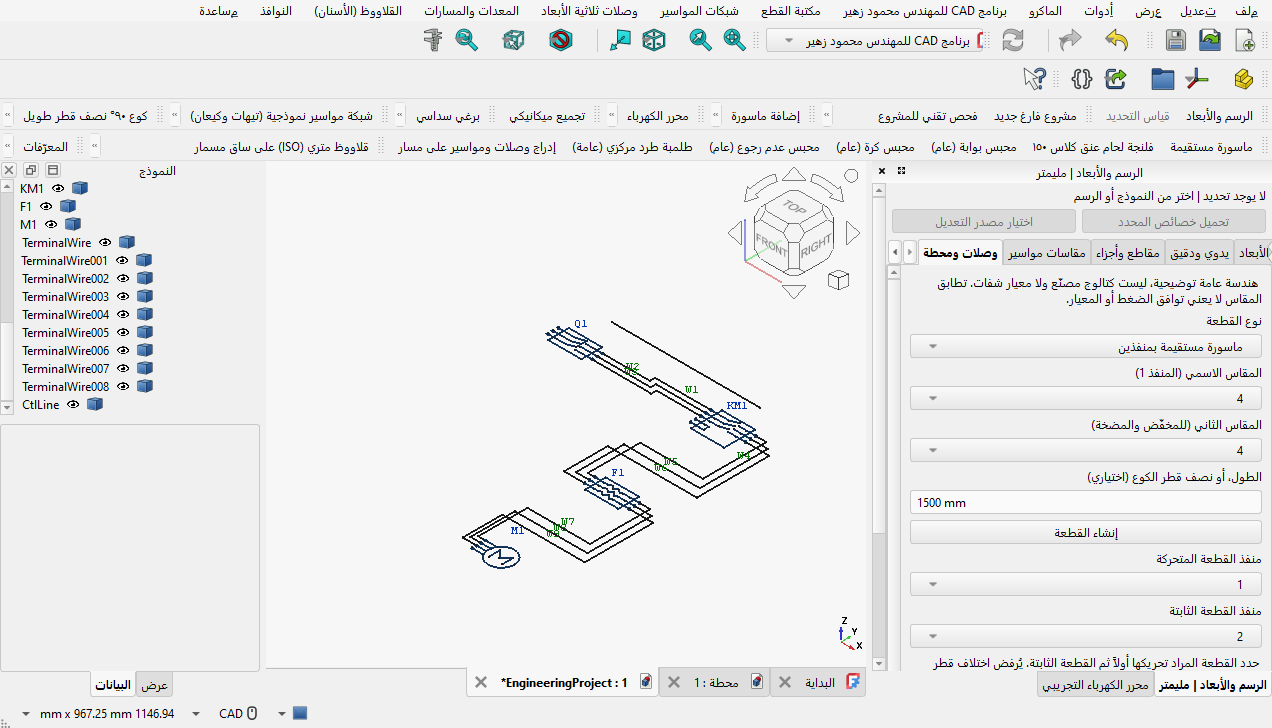 ملف تعديل عرض أدوات الماكرو برنامج CAD للمهندس محمود زهير مكتبة القطع شبكات المواسير وصلات ثلاثية الأبعاد المعدات والمسارات القلاووظ (الأسنان) النوافذ مساعدة
برنامج CAD للمهندس محمود زهير
الرسم والأبعاد قياس التحديد مشروع فارغ جديد فحص تقني للمشروع إضافة ماسورة محرر الكهرباء تجميع ميكانيكي برغي سداسي شبكة مواسير نموذجية (تيهات وكيعان) كوع ٩٠° نصف قطر طويل
ماسورة مستقيمة فلنجة لحام عنق كلاس ١٥٠ محبس بوابة (عام) محبس كرة (عام) محبس عدم رجوع (عام) طلمبة طرد مركزي (عامة) إدراج وصلات ومواسير على مسار قلاووظ متري (ISO) على ساق مسمار المعرّفات
الرسم والأبعاد | مليمتر
لا يوجد تحديد | اختر من النموذج أو الرسم
تحميل خصائص المحدد
اختيار مصدر التعديل
الأبعاد يدوي ودقيق مقاطع وأجزاء مقاسات مواسير وصلات ومحطة
هندسة عامة توضيحية، ليست كتالوج مصنّع ولا معيار شفات. تطابق
المقاس لا يعني توافق الضغط أو المعيار.
نوع القطعة
ماسورة مستقيمة بمنفذين
المقاس الاسمي (المنفذ 1)
4
المقاس الثاني (للمخفّض والمضخة)
4
الطول، أو نصف قطر الكوع (اختياري)
1500 mm
إنشاء القطعة
منفذ القطعة المتحركة
1
منفذ القطعة الثابتة
2
حدد القطعة المراد تحريكها أولاً ثم القطعة الثابتة. يُرفض اختلاف قطر
الرسم والأبعاد | مليمتر
محرر الكهرباء التجريبي
TOP
FRONT
RIGHT
Q1
W2
W1
KM1
W4
W5
F1
W7
M1
M
Z
Y
X
البداية
محطة : 1
EngineeringProject : 1*
النموذج
KM1
F1
M1
TerminalWire
TerminalWire001
TerminalWire002
TerminalWire003
TerminalWire004
TerminalWire005
TerminalWire006
TerminalWire007
TerminalWire008
CtlLine
عرض
البيانات
CAD
1146.94 mm x 967.25 mm